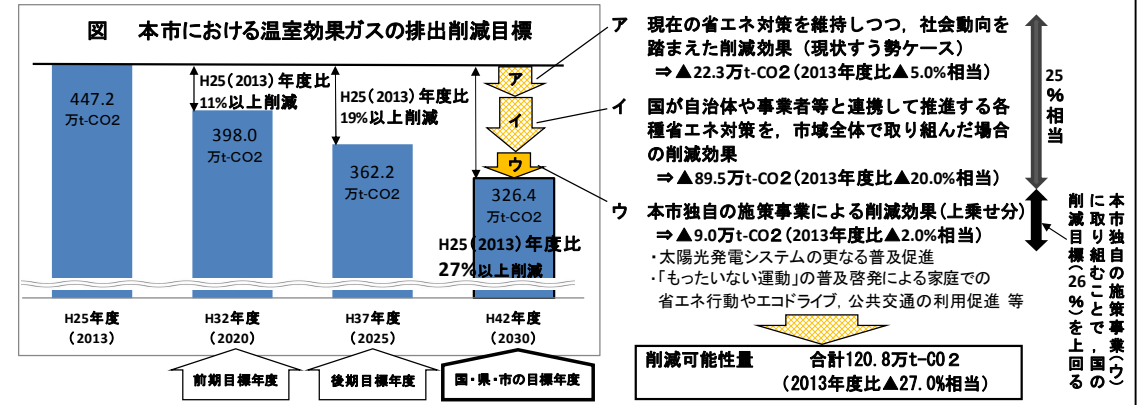 図 本市における温室効果ガスの排出削減目標
447.2
万t-CO2
H25(2013)年度比
11%以上削減
398.0
万t-CO2
H25(2013)年度比
19%以上削減
362.2
万t-CO2
ア
イ
ウ
326.4
万t-CO2
H25(2013)年度比
27%以上削減
H25年度
(2013)
H32年度
(2020)
H37年度
(2025)
H42年度
(2030)
前期目標年度
後期目標年度
国・県・市の目標年度
ア 現在の省エネ対策を維持しつつ，社会動向を
踏まえた削減効果（現状すう勢ケース）
⇒▲22.3万t-CO2(2013年度比▲5.0%相当)
イ 国が自治体や事業者等と連携して推進する各
種省エネ対策を，市域全体で取り組んだ場合
の削減効果
⇒▲89.5万t-CO2(2013年度比▲20.0%相当)
ウ 本市独自の施策事業による削減効果(上乗せ分)
⇒▲9.0万t-CO2(2013年度比▲2.0%相当)
・太陽光発電システムの更なる普及促進
・「もったいない運動」の普及啓発による家庭での
省エネ行動やエコドライブ，公共交通の利用促進 等
削減可能性量 合計120.8万t-CO2
(2013年度比▲27.0%相当)
25%相当
本市独自の施策事業(ウ)
に取り組むことで，国の
削減目標(26%)を上回る